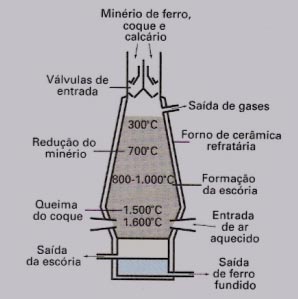 Minério de ferro,
coque e
calcário
Válvulas de
entrada
Saída de gases
300°C
Forno de cerâmica
refratária
Redução do
minério
700°C
800-1.000°C
Formação
da escória
Queima
do coque
1.500°C
1.600°C
Entrada
de ar
aquecido
Saída
da escória
Saída
de ferro
fundido